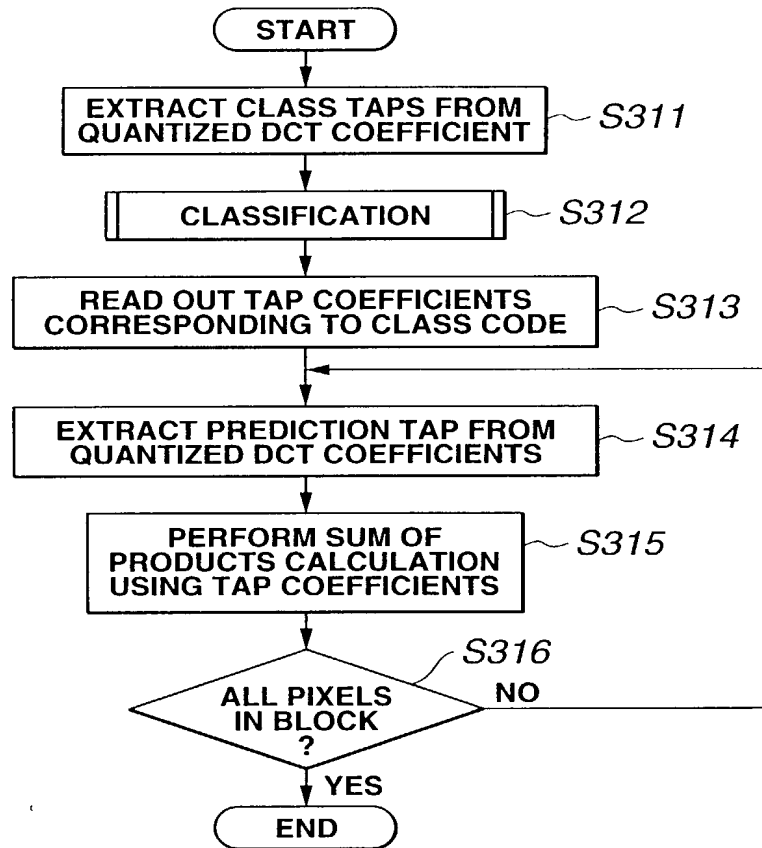 START
EXTRACT CLASS TAPS FROM
QUANTIZED DCT COEFFICIENT
S311
CLASSIFICATION
S312
READ OUT TAP COEFFICIENTS
CORRESPONDING TO CLASS CODE
S313
EXTRACT PREDICTION TAP FROM
QUANTIZED DCT COEFFICIENTS
S314
PERFORM SUM OF
PRODUCTS CALCULATION
USING TAP COEFFICIENTS
S315
S316
ALL PIXELS
IN BLOCK
?
NO
YES
END